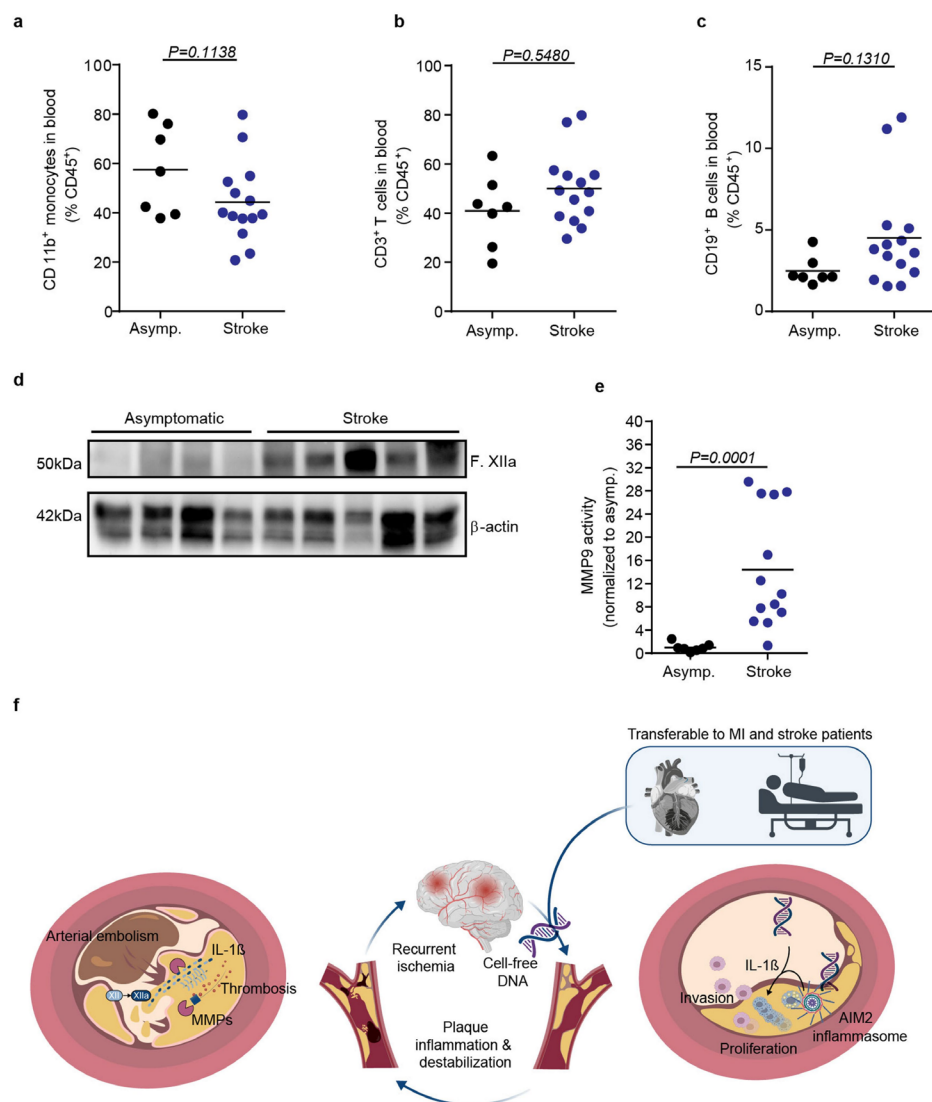 a
P=0.1138
CD 11b⁺ monocytes in blood
(% CD45⁺)
100
80
60
40
20
0
Asymp.
Stroke
b
P=0.5480
CD3⁺ T cells in blood
(% CD45⁺)
100
80
60
40
20
0
Asymp.
Stroke
c
P=0.1310
CD19⁺ B cells in blood
(% CD45⁺)
15
10
5
0
Asymp.
Stroke
d
Asymptomatic
Stroke
50kDa
F. XIIa
42kDa
β-actin
e
P=0.0001
MMP9 activity
(normalized to asymp.)
40
36
32
28
24
20
16
12
8
4
0
Asymp.
Stroke
f
Transferable to MI and stroke patients
Arterial embolism
IL-1ß
XII
XIIa
Thrombosis
MMPs
Recurrent
ischemia
Cell-free
DNA
Plaque
inflammation &
destabilization
IL-1ß
Invasion
AIM2
inflammasome
Proliferation